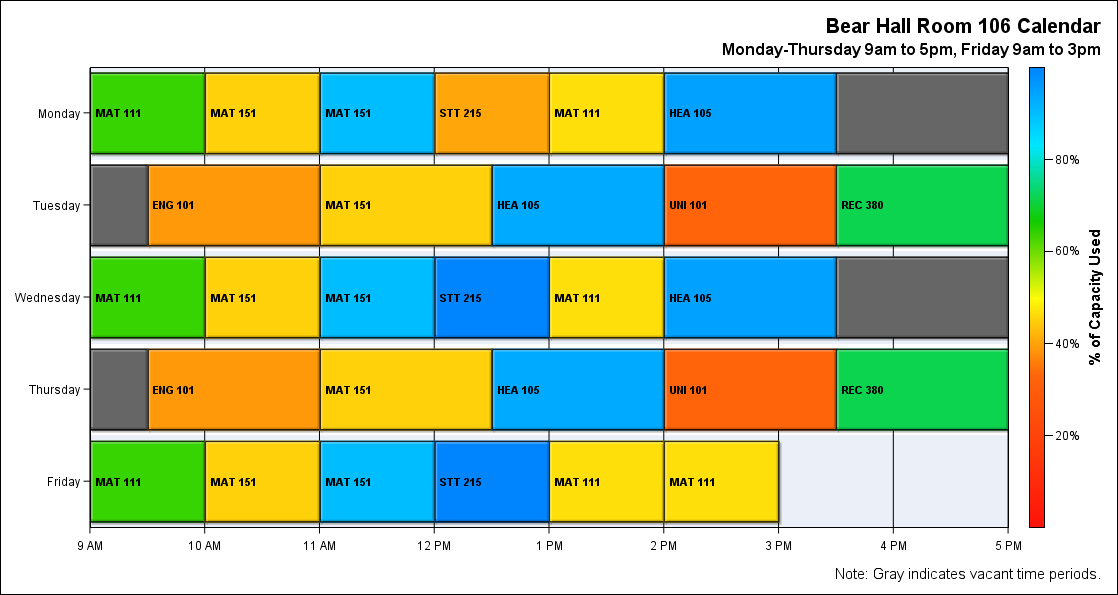 Bear Hall Room 106 Calendar
Monday-Thursday 9am to 5pm, Friday 9am to 3pm
Monday
MAT 111
MAT 151
MAT 151
STT 215
MAT 111
HEA 105
Tuesday
ENG 101
MAT 151
HEA 105
UNI 101
REC 380
Wednesday
MAT 111
MAT 151
MAT 151
STT 215
MAT 111
HEA 105
Thursday
ENG 101
MAT 151
HEA 105
UNI 101
REC 380
Friday
MAT 111
MAT 151
MAT 151
STT 215
MAT 111
MAT 111
9 AM
10 AM
11 AM
12 PM
1 PM
2 PM
3 PM
4 PM
5 PM
80%
60%
40%
20%
% of Capacity Used
Note: Gray indicates vacant time periods.